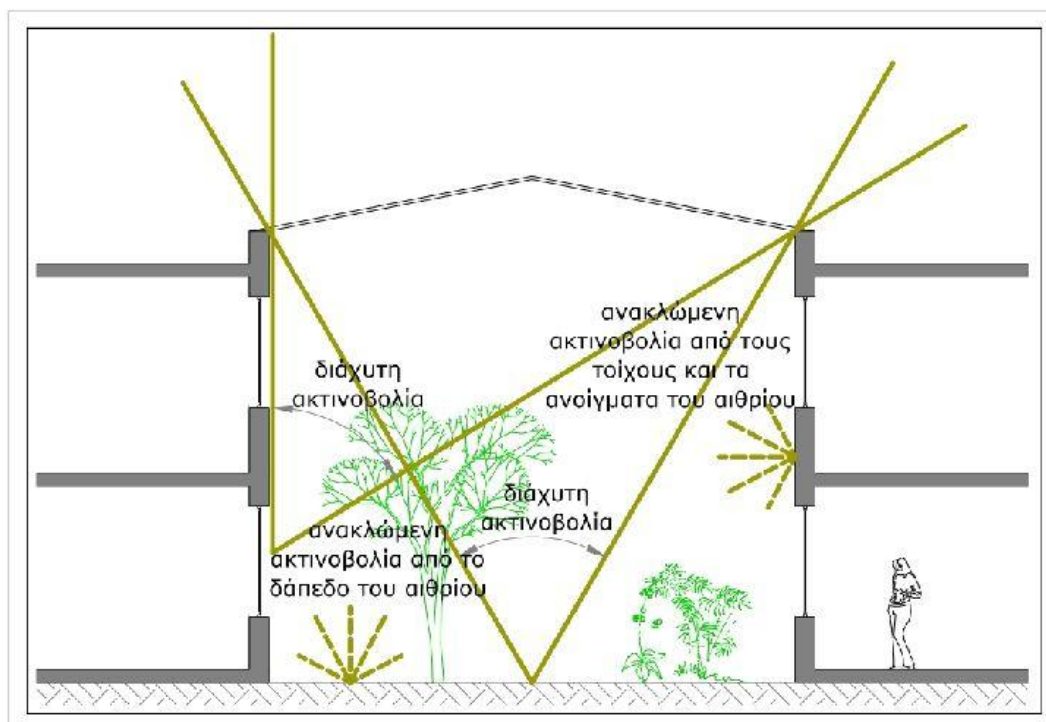 ανακλώμενη
ακτινοβολία από τους
τοίχους και τα
ανοίγματα του αιθρίου
διάχυτη
ακτινοβολία
διάχυτη
ακτινοβολία
ανακλώμενη
ακτινοβολία από το
δάπεδο του αιθρίου